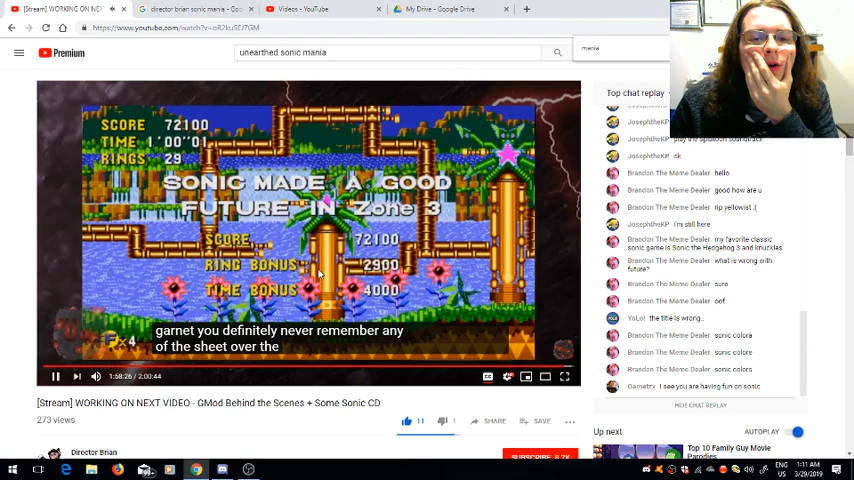 [Stream] WORKING ON NEXT V
director brian sonic mania - Go
Videos - YouTube
My Drive - Google Drive
https://www.youtube.com/watch?v=oR2kuSEJ7GM
Premium
unearthed sonic mania
mania
SCORE 72100
TIME 1'00"01
RINGS 29
SONIC MADE A GOOD
FUTURE IN Zone 3
SCORE 72100
RING BONUS 2900
TIME BONUS 4000
×4
garnet you definitely never remember any
of the sheet over the
1:58:26 / 2:00:44
[Stream] WORKING ON NEXT VIDEO - GMod Behind the Scenes + Some Sonic CD
273 views
11
1
SHARE
SAVE
Director Brian
SUBSCRIBE 8.7K
Top chat replay
JosephtheKP play the splatoon soundtrack
JosephtheKP ok
Brandon The Meme Dealer hello
Brandon The Meme Dealer good how are u
Brandon The Meme Dealer rip yellowist :(
JosephtheKP I'm still here
Brandon The Meme Dealer my favorite classic
sonic game is Sonic the Hedgehog 3 and knuckles
Brandon The Meme Dealer what is wrong with
future?
Brandon The Meme Dealer sure
Brandon The Meme Dealer oof
YoLo! the title is wrong..
Brandon The Meme Dealer sonic colora
Brandon The Meme Dealer sonic colore
Brandon The Meme Dealer sonic colors
Garnetzx I see you are having fun on sonic
HIDE CHAT REPLAY
Up next
AUTOPLAY
Top 10 Family Guy Movie
Parodies
99+
ENG
US
1:11 AM
3/29/2019